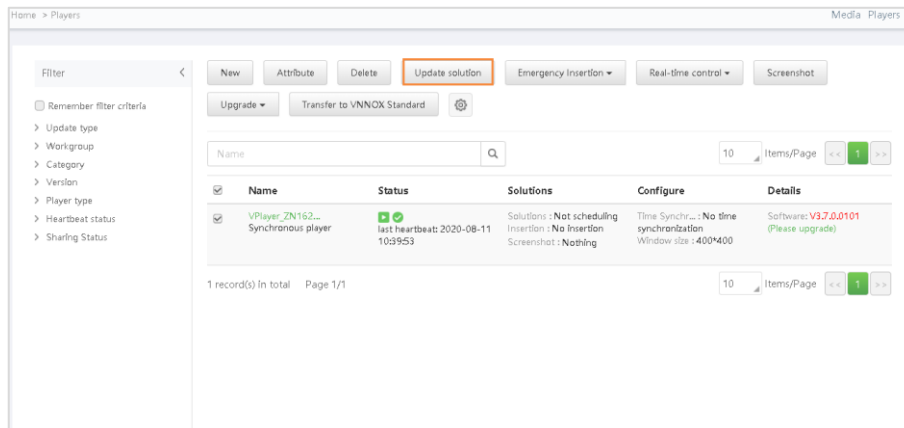 Home > Players
Media Players
Filter
Remember filter criteria
Update type
Workgroup
Category
Version
Player type
Heartbeat status
Sharing Status
New Attribute Delete Update solution Emergency Insertion Real-time control Screenshot
Upgrade Transfer to VNNOX Standard
Name
10 Items/Page << 1 >>
Name Status Solutions Configure Details
VPlayer_ZN162...
Synchronous player
last heartbeat: 2020-08-11
10:39:53
Solutions : Not scheduling
Insertion : No insertion
Screenshot : Nothing
Time Synchr... : No time
synchronization
Window size : 400*400
Software: V3.7.0.0101
(Please upgrade)
1 record(s) in total Page 1/1
10 Items/Page << 1 >>